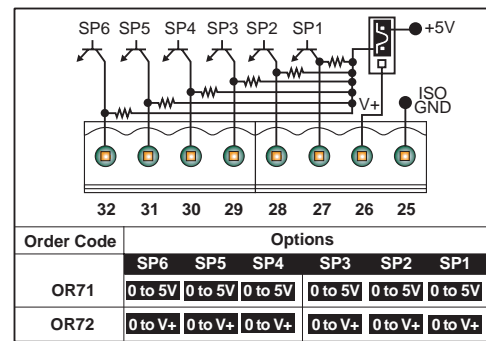 SP6 SP5 SP4 SP3 SP2 SP1
+5V
V+
ISO
GND
32 31 30 29 28 27 26 25
Order Code Options
SP6 SP5 SP4 SP3 SP2 SP1
OR71 0 to 5V 0 to 5V 0 to 5V 0 to 5V 0 to 5V 0 to 5V
OR72 0 to V+ 0 to V+ 0 to V+ 0 to V+ 0 to V+ 0 to V+